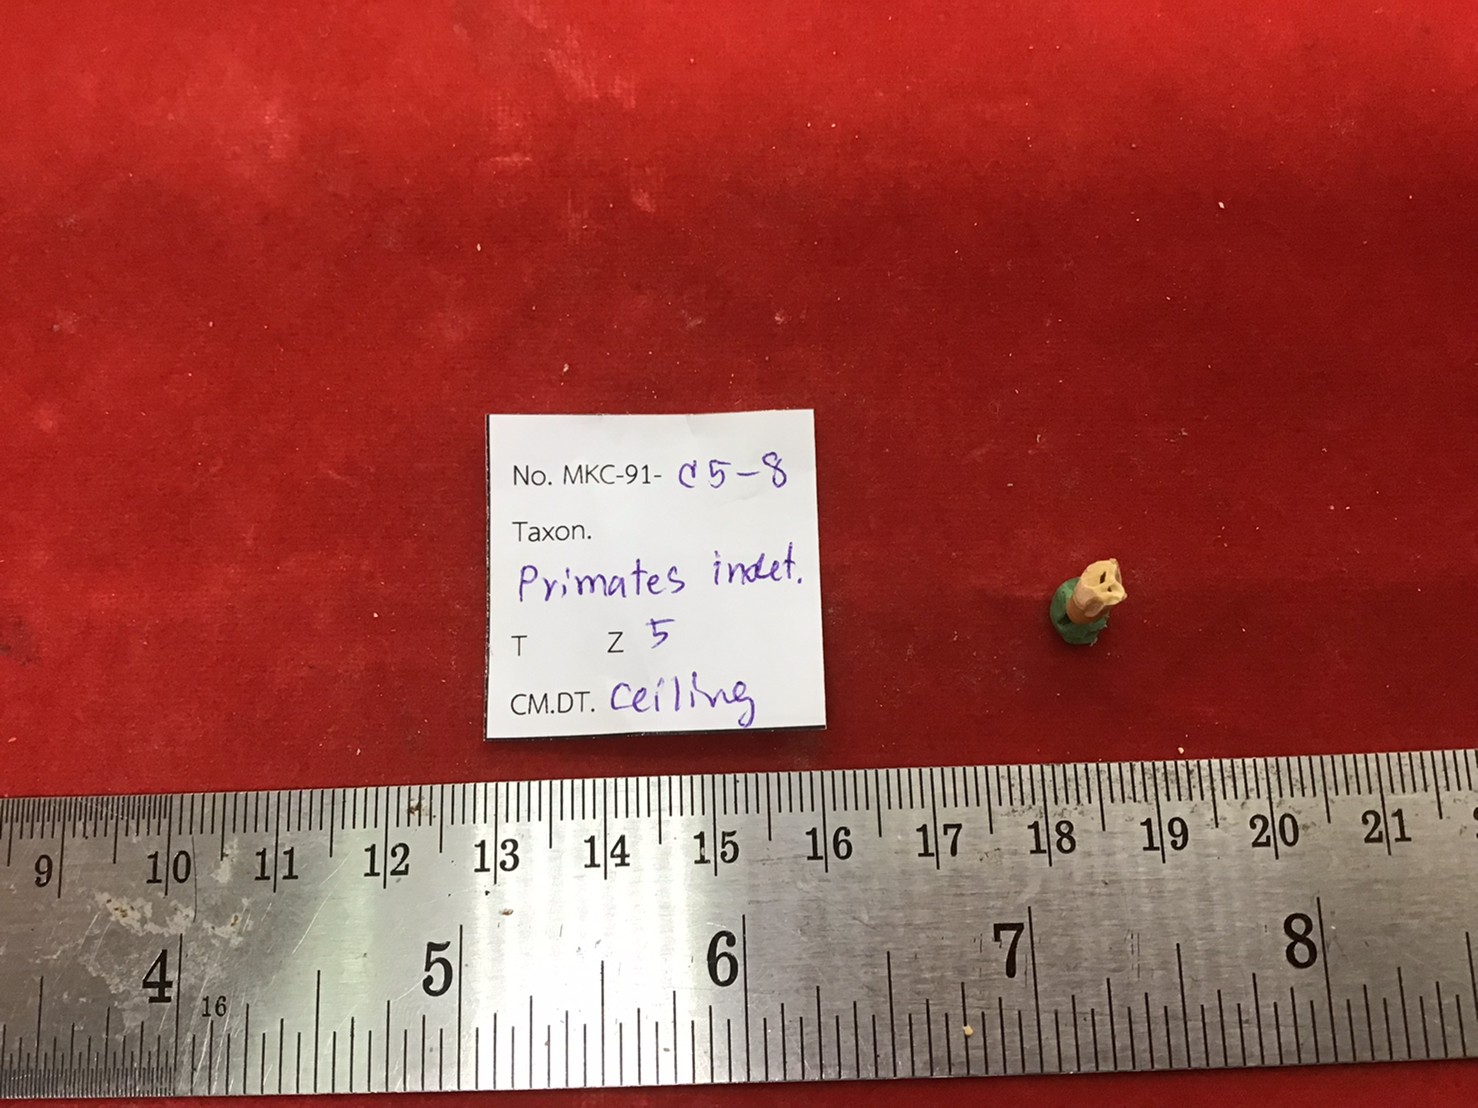 No. MKC-91- C5-8
Taxon.
Primates indet.
T Z 5
CM.DT. ceiling
9 10 11 12 13 14 15 16 17 18 19 20 21
4 5 6 7 8
16